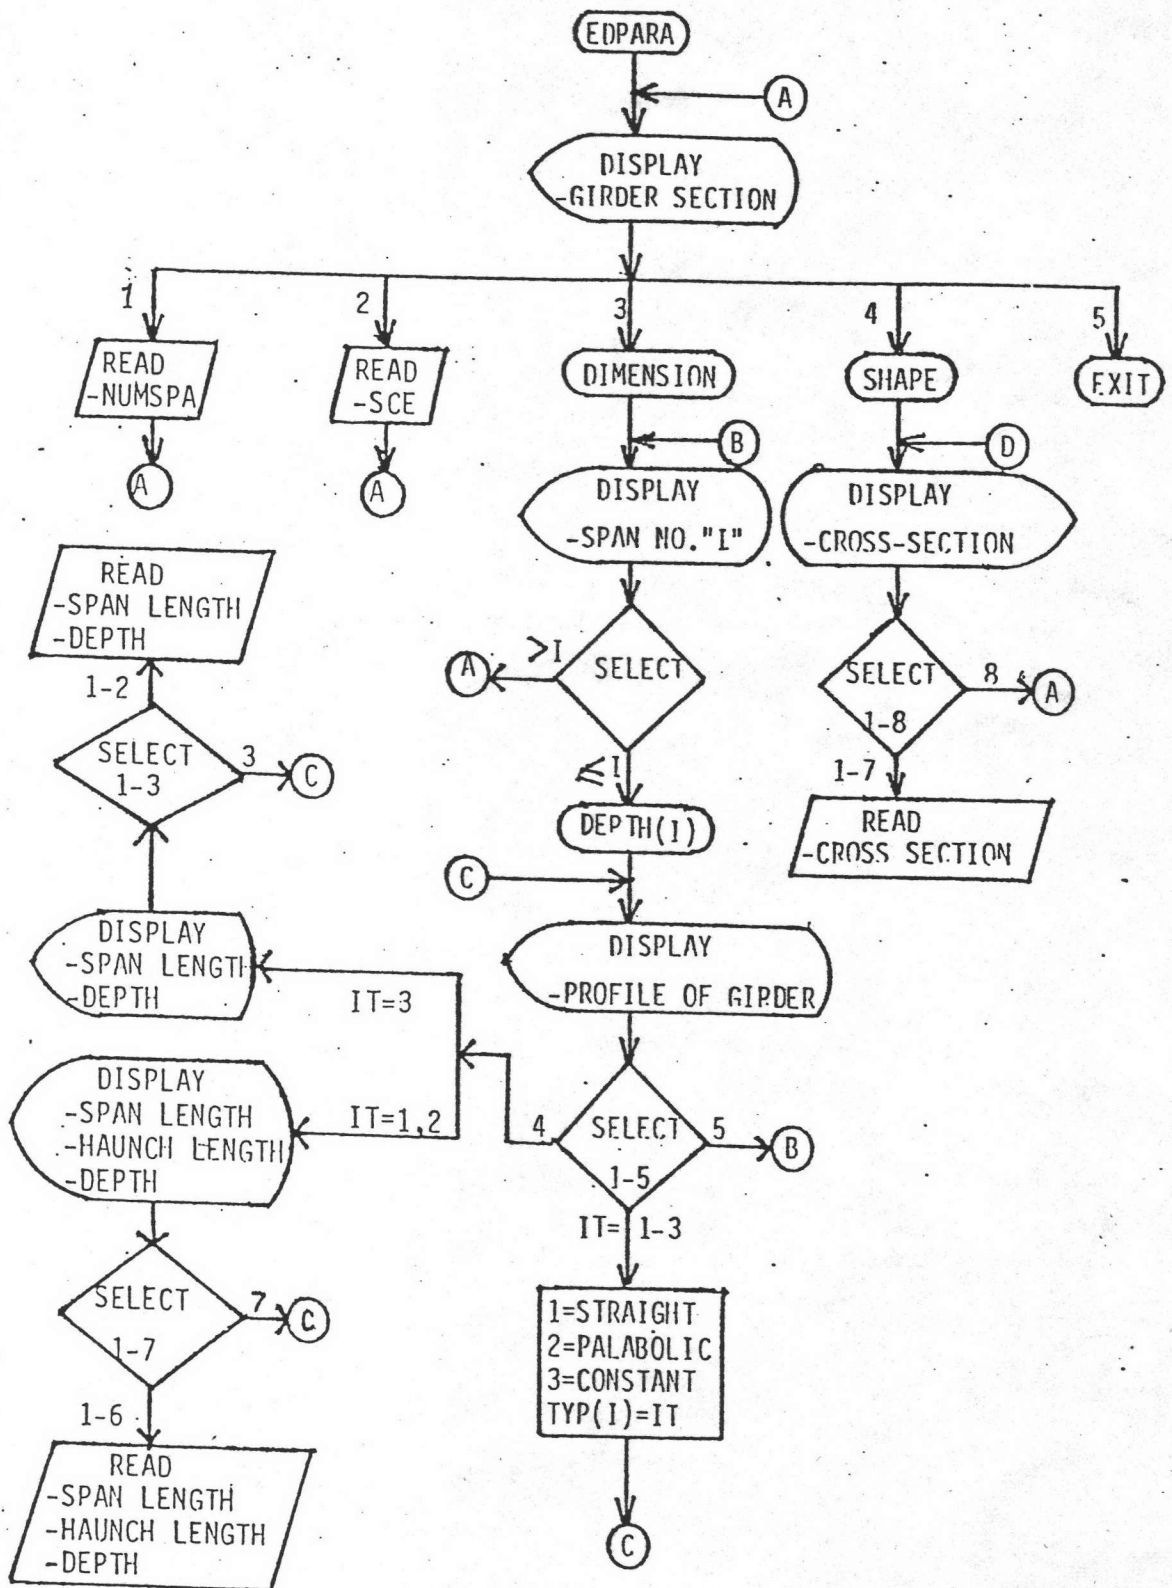 EDPARA
A
DISPLAY
-GIRDER SECTION
1
2
3
4
5
READ
-NUMSPA
READ
-SCE
DIMENSION
SHAPE
EXIT
A
A
B
D
DISPLAY
-SPAN NO."I"
DISPLAY
-CROSS-SECTION
READ
-SPAN LENGTH
-DEPTH
1-2
SELECT
1-3
3
C
>I
A
SELECT
≤I
SELECT
1-8
8
A
1-7
READ
-CROSS SECTION
DEPTH(I)
C
DISPLAY
-SPAN LENGTH
-DEPTH
IT=3
DISPLAY
-PROFILE OF GIRDER
DISPLAY
-SPAN LENGTH
-HAUNCH LENGTH
-DEPTH
IT=1,2
4
SELECT
1-5
5
B
IT= 1-3
SELECT
1-7
7
C
1=STRAIGHT
2=PALABOLIC
3=CONSTANT
TYP(I)=IT
1-6
READ
-SPAN LENGTH
-HAUNCH LENGTH
-DEPTH
C